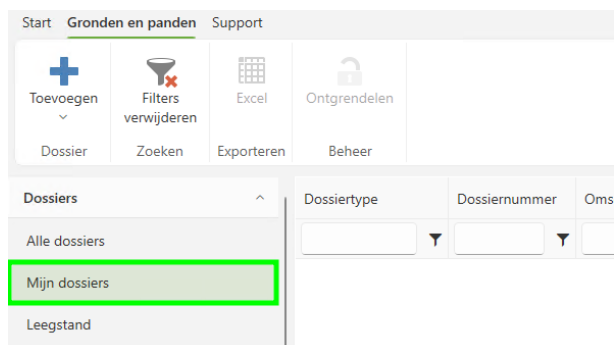 Start Gronden en panden Support
Toevoegen
Filters verwijderen
Excel
Ontgrendelen
Dossier
Zoeken
Exporteren
Beheer
Dossiers
Dossiertype
Dossiernummer
Oms
Alle dossiers
Mijn dossiers
Leegstand